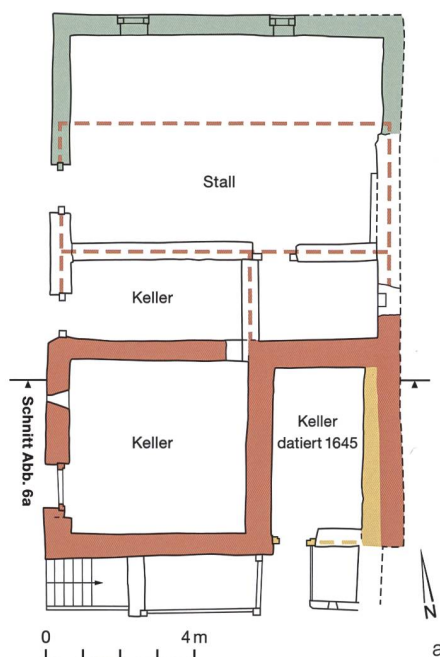 Stall
Keller
Keller
Keller
datiert 1645
Schnitt Abb. 6a
N
0 4 m
a